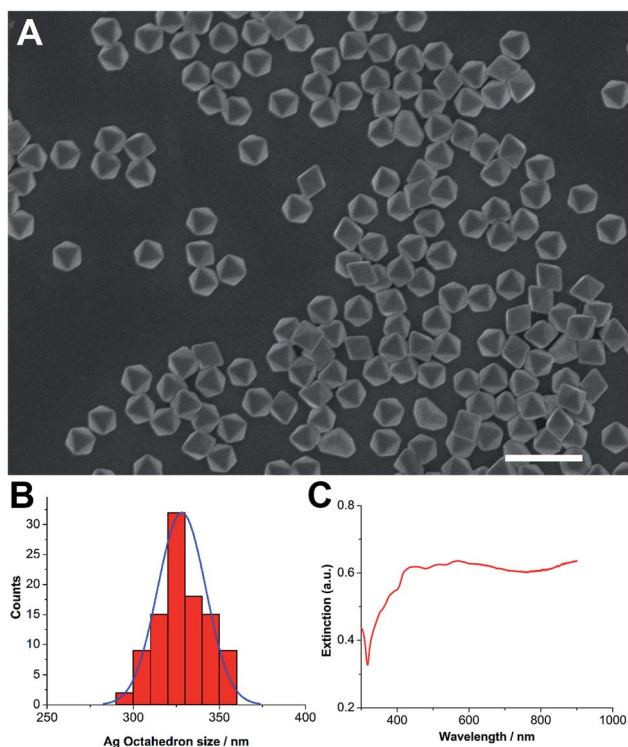 A
B
C
30
25
20
15
10
5
0
Counts
250
300
350
400
Ag Octahedron size / nm
0.8
0.6
0.4
0.2
Extinction (a.u.)
400
600
800
1000
Wavelength / nm